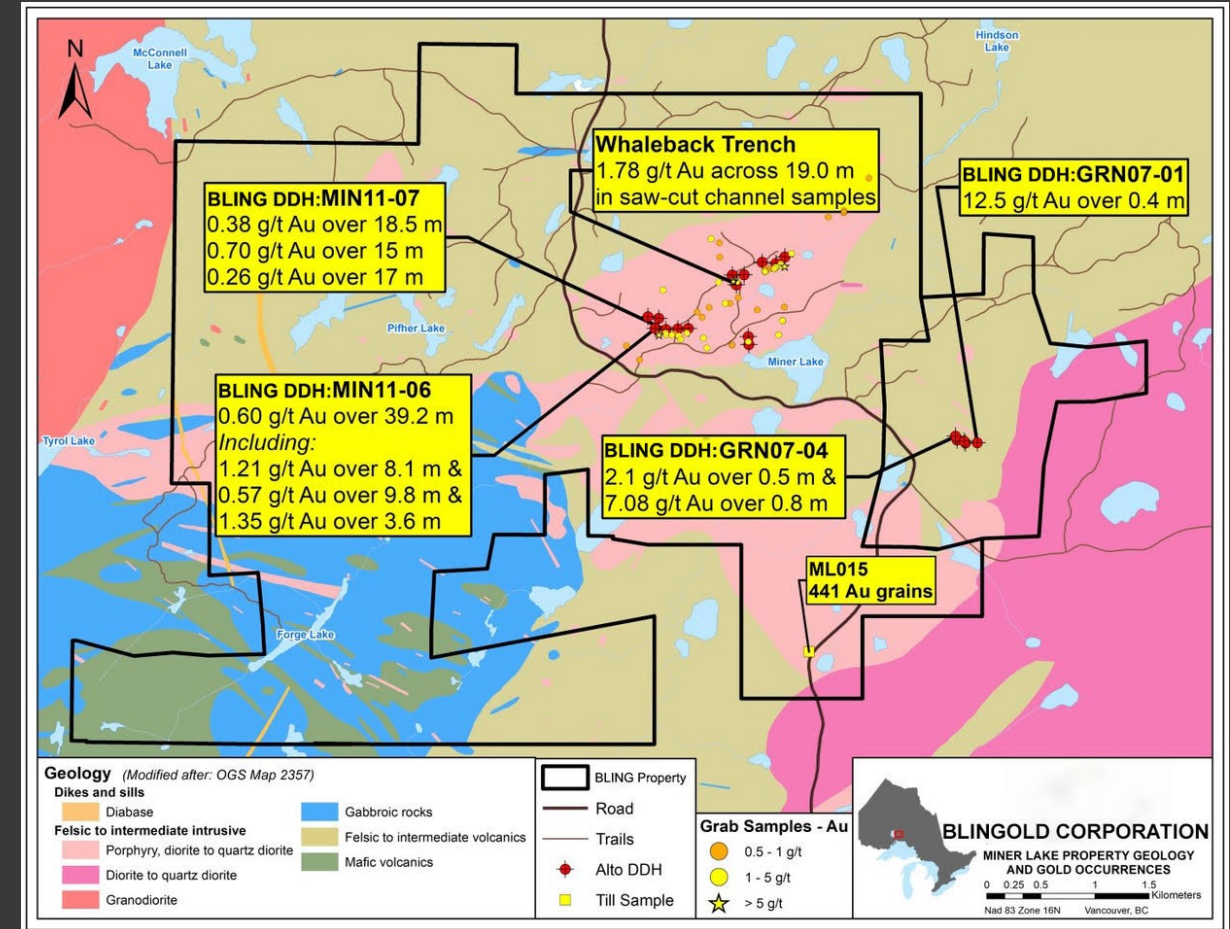 N
McConnell
Lake
Hindson
Lake
Whaleback Trench
1.78 g/t Au across 19.0 m
in saw-cut channel samples
BLING DDH:GRN07-01
12.5 g/t Au over 0.4 m
BLING DDH:MIN11-07
0.38 g/t Au over 18.5 m
0.70 g/t Au over 15 m
0.26 g/t Au over 17 m
Pifher Lake
Miner Lake
BLING DDH:MIN11-06
0.60 g/t Au over 39.2 m
Including:
1.21 g/t Au over 8.1 m &
0.57 g/t Au over 9.8 m &
1.35 g/t Au over 3.6 m
Tyrol Lake
BLING DDH:GRN07-04
2.1 g/t Au over 0.5 m &
7.08 g/t Au over 0.8 m
ML015
441 Au grains
Forge Lake
Geology (Modified after: OGS Map 2357)
Dikes and sills
Diabase
Felsic to intermediate intrusive
Porphyry, diorite to quartz diorite
Diorite to quartz diorite
Granodiorite
Gabbroic rocks
Felsic to intermediate volcanics
Mafic volcanics
BLING Property
Road
Trails
Alto DDH
Till Sample
Grab Samples - Au
0.5 - 1 g/t
1 - 5 g/t
> 5 g/t
BLINGOLD CORPORATION
MINER LAKE PROPERTY GEOLOGY
AND GOLD OCCURRENCES
0 0.25 0.5 1 1.5
Kilometers
Nad 83 Zone 16N Vancouver, BC